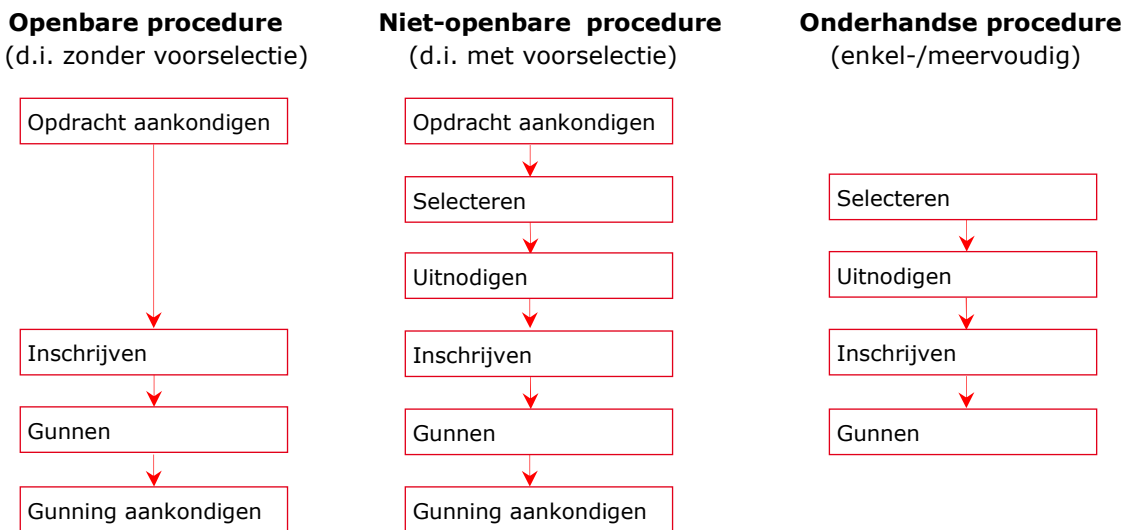 Openbare procedure
(d.i. zonder voorselectie)
Opdracht aankondigen
Inschrijven
Gunnen
Gunning aankondigen
Niet-openbare procedure
(d.i. met voorselectie)
Opdracht aankondigen
Selecteren
Uitnodigen
Inschrijven
Gunnen
Gunning aankondigen
Onderhandse procedure
(enkel-/meervoudig)
Selecteren
Uitnodigen
Inschrijven
Gunnen